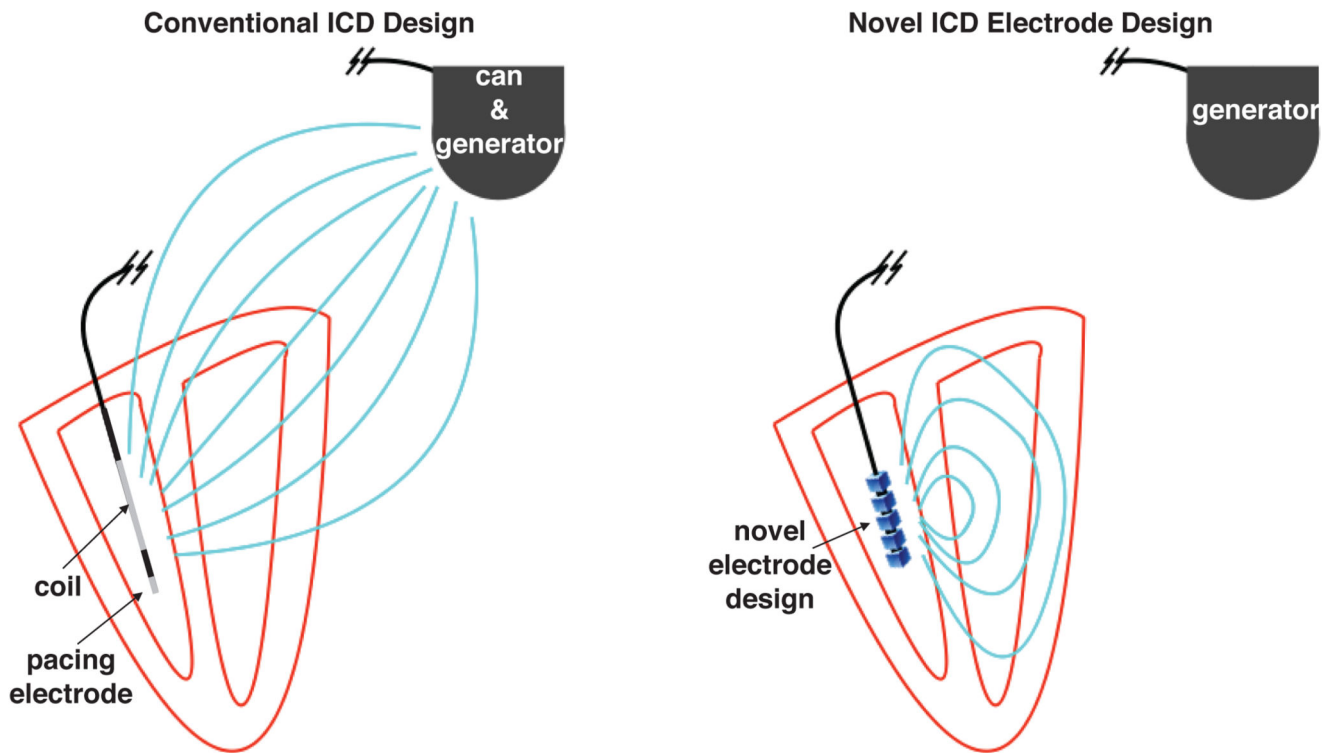 Conventional ICD Design
can
&
generator
coil
pacing
electrode
Novel ICD Electrode Design
generator
novel
electrode
design